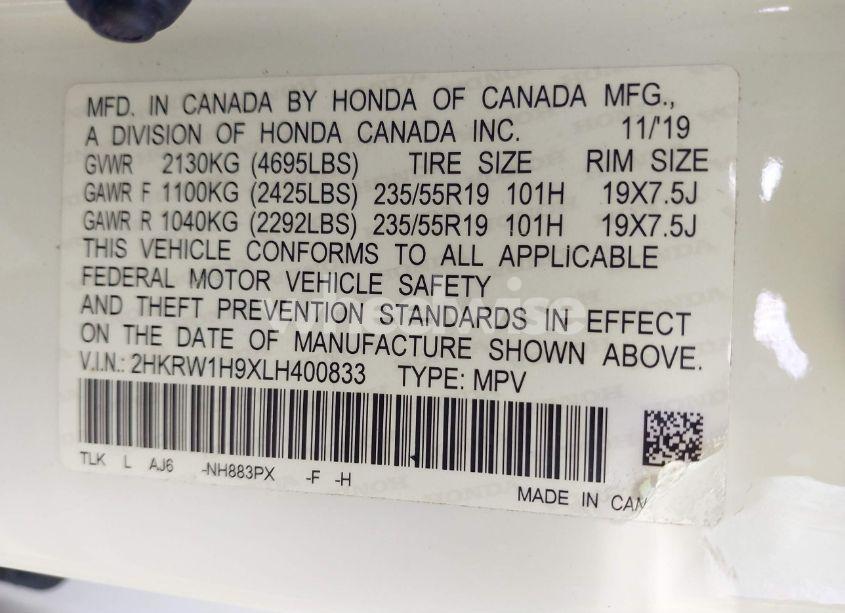 MFD. IN CANADA BY HONDA OF CANADA MFG.,
A DIVISION OF HONDA CANADA INC. 11/'19
GVWR 2130KG (4695LBS) TIRE SIZE RIM SIZE
GAWR F 1100KG (2425LBS) 235/55R19 101H 19X7.5J
GAWR R 1040KG (2292LBS) 235/55R19 101H 19X7.5J
THIS VEHICLE CONFORMS TO ALL APPLiCABLE
FEDERAL MOTOR VEHICLE SAFETY
AND THEFT PREVENTION STANDARDS IN EFFECT
ON THE DATE OF MANUFACTURE SHOWN ABOVE.
V.I.N.: 2HKRW1H9XLH400833 TYPE: MPV
TLK L AJ6 -NH883PX -F -H
MADE IN CAN